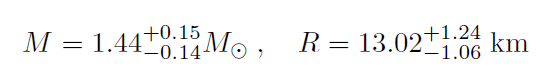 M = 1.44^{+0.15}_{-0.14} M_⊙ , R = 13.02^{+1.24}_{-1.06} km